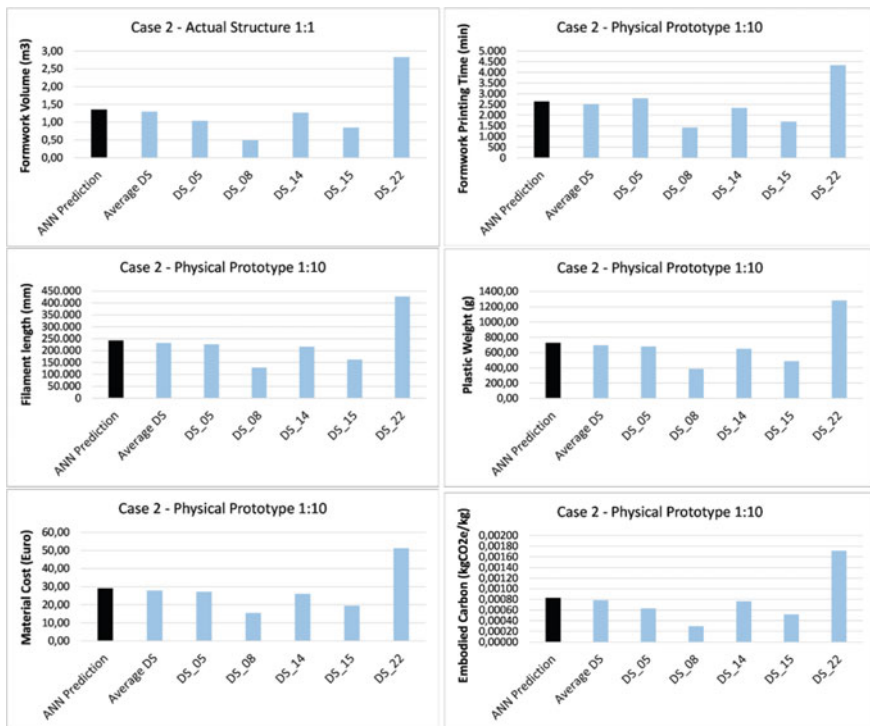 Case 2 - Actual Structure 1:1
Formwork Volume (m3)
3,00
2,50
2,00
1,50
1,00
0,50
0,00
ANN Prediction
Average DS
DS_05
DS_08
DS_14
DS_15
DS_22
Case 2 - Physical Prototype 1:10
Formwork Printing Time (min)
5.000
4.500
4.000
3.500
3.000
2.500
2.000
1.500
1.000
500
0
ANN Prediction
Average DS
DS_05
DS_08
DS_14
DS_15
DS_22
Case 2 - Physical Prototype 1:10
Filament length (mm)
450.000
400.000
350.000
300.000
250.000
200.000
150.000
100.000
50.000
0
ANN Prediction
Average DS
DS_05
DS_08
DS_14
DS_15
DS_22
Case 2 - Physical Prototype 1:10
Plastic Weight (g)
1400,00
1200,00
1000,00
800,00
600,00
400,00
200,00
0,00
ANN Prediction
Average DS
DS_05
DS_08
DS_14
DS_15
DS_22
Case 2 - Physical Prototype 1:10
Material Cost (Euro)
60,00
50,00
40,00
30,00
20,00
10,00
0,00
ANN Prediction
Average DS
DS_05
DS_08
DS_14
DS_15
DS_22
Case 2 - Physical Prototype 1:10
Embodied Carbon (kgCO2e/kg)
0,00200
0,00180
0,00160
0,00140
0,00120
0,00100
0,00080
0,00060
0,00040
0,00020
0,00000
ANN Prediction
Average DS
DS_05
DS_08
DS_14
DS_15
DS_22